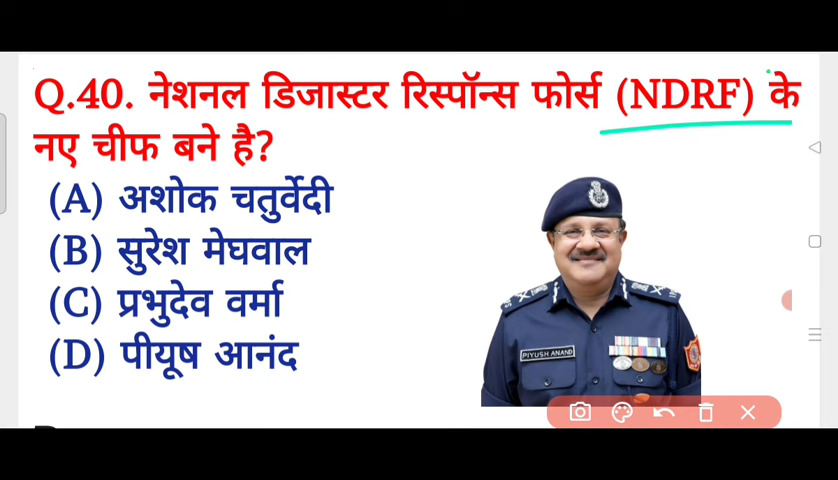 Q.40. नेशनल डिजास्टर रिस्पॉन्स फोर्स (NDRF) के
नए चीफ बने है?
(A) अशोक चतुर्वेदी
(B) सुरेश मेघवाल
(C) प्रभुदेव वर्मा
(D) पीयूष आनंद
PIYUSH ANAND